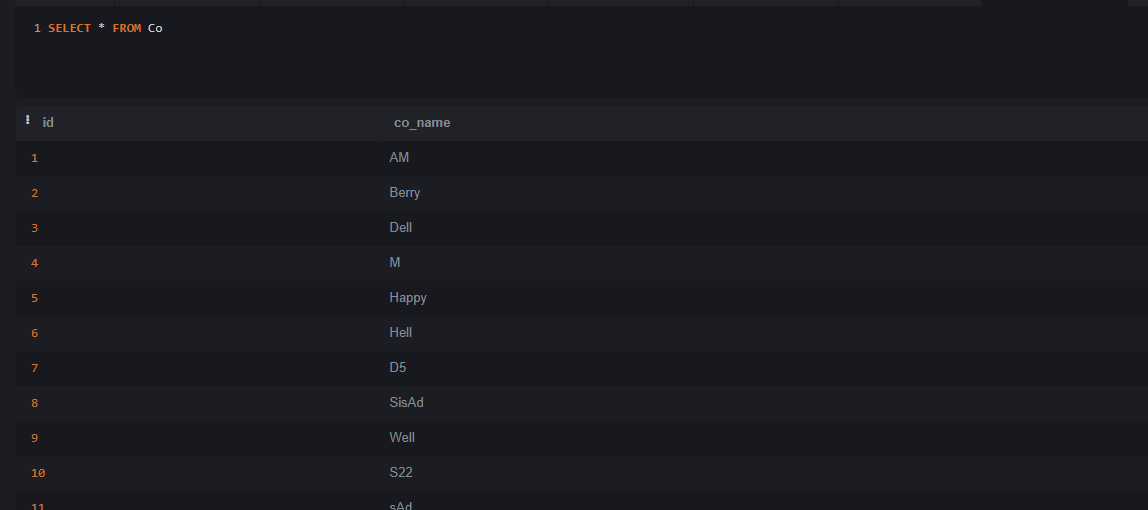 1 SELECT * FROM Co
id co_name
1 AM
2 Berry
3 Dell
4 M
5 Happy
6 Hell
7 D5
8 SisAd
9 Well
10 S22
11 sAd